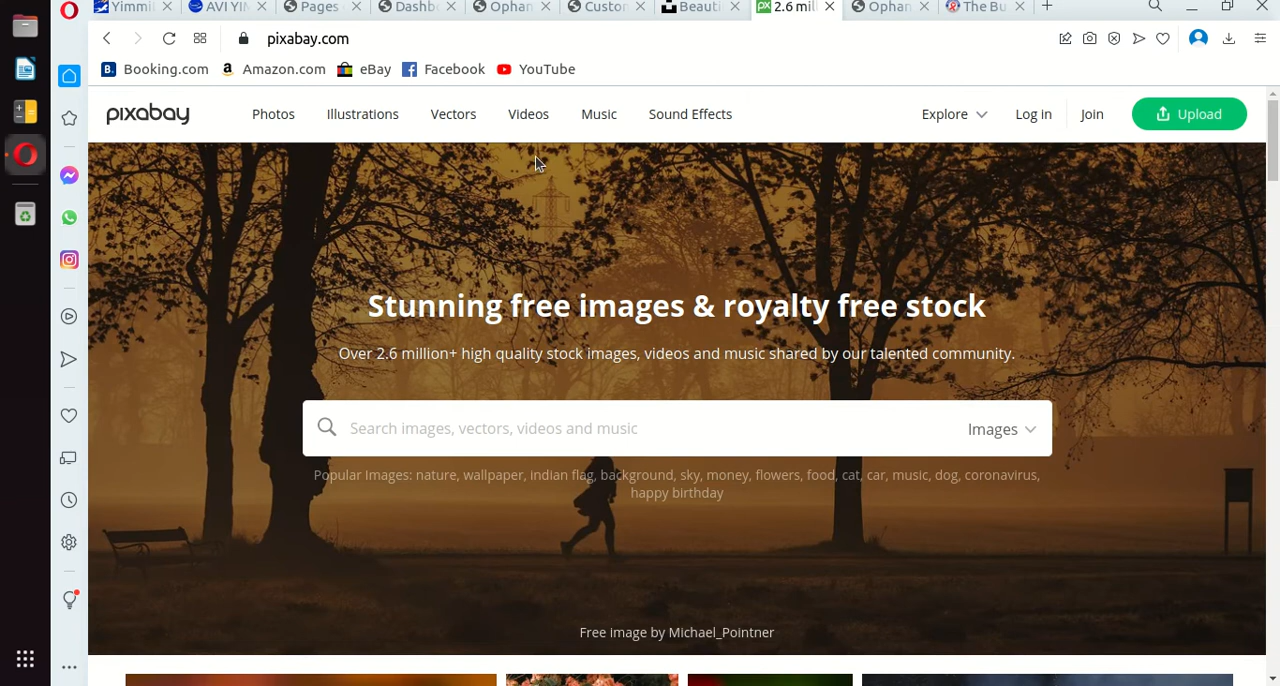 Yimmi AVI YIN Pages Dashb Ophan Custon Beauti 2.6 mil Ophan The Bu
pixabay.com
Booking.com Amazon.com eBay Facebook YouTube
pixabay Photos Illustrations Vectors Videos Music Sound Effects Explore Log in Join Upload
Stunning free images & royalty free stock
Over 2.6 million+ high quality stock images, videos and music shared by our talented community.
Search images, vectors, videos and music Images
Popular Images: nature, wallpaper, indian flag, background, sky, money, flowers, food, cat, car, music, dog, coronavirus,
happy birthday
Free image by Michael_Pointner